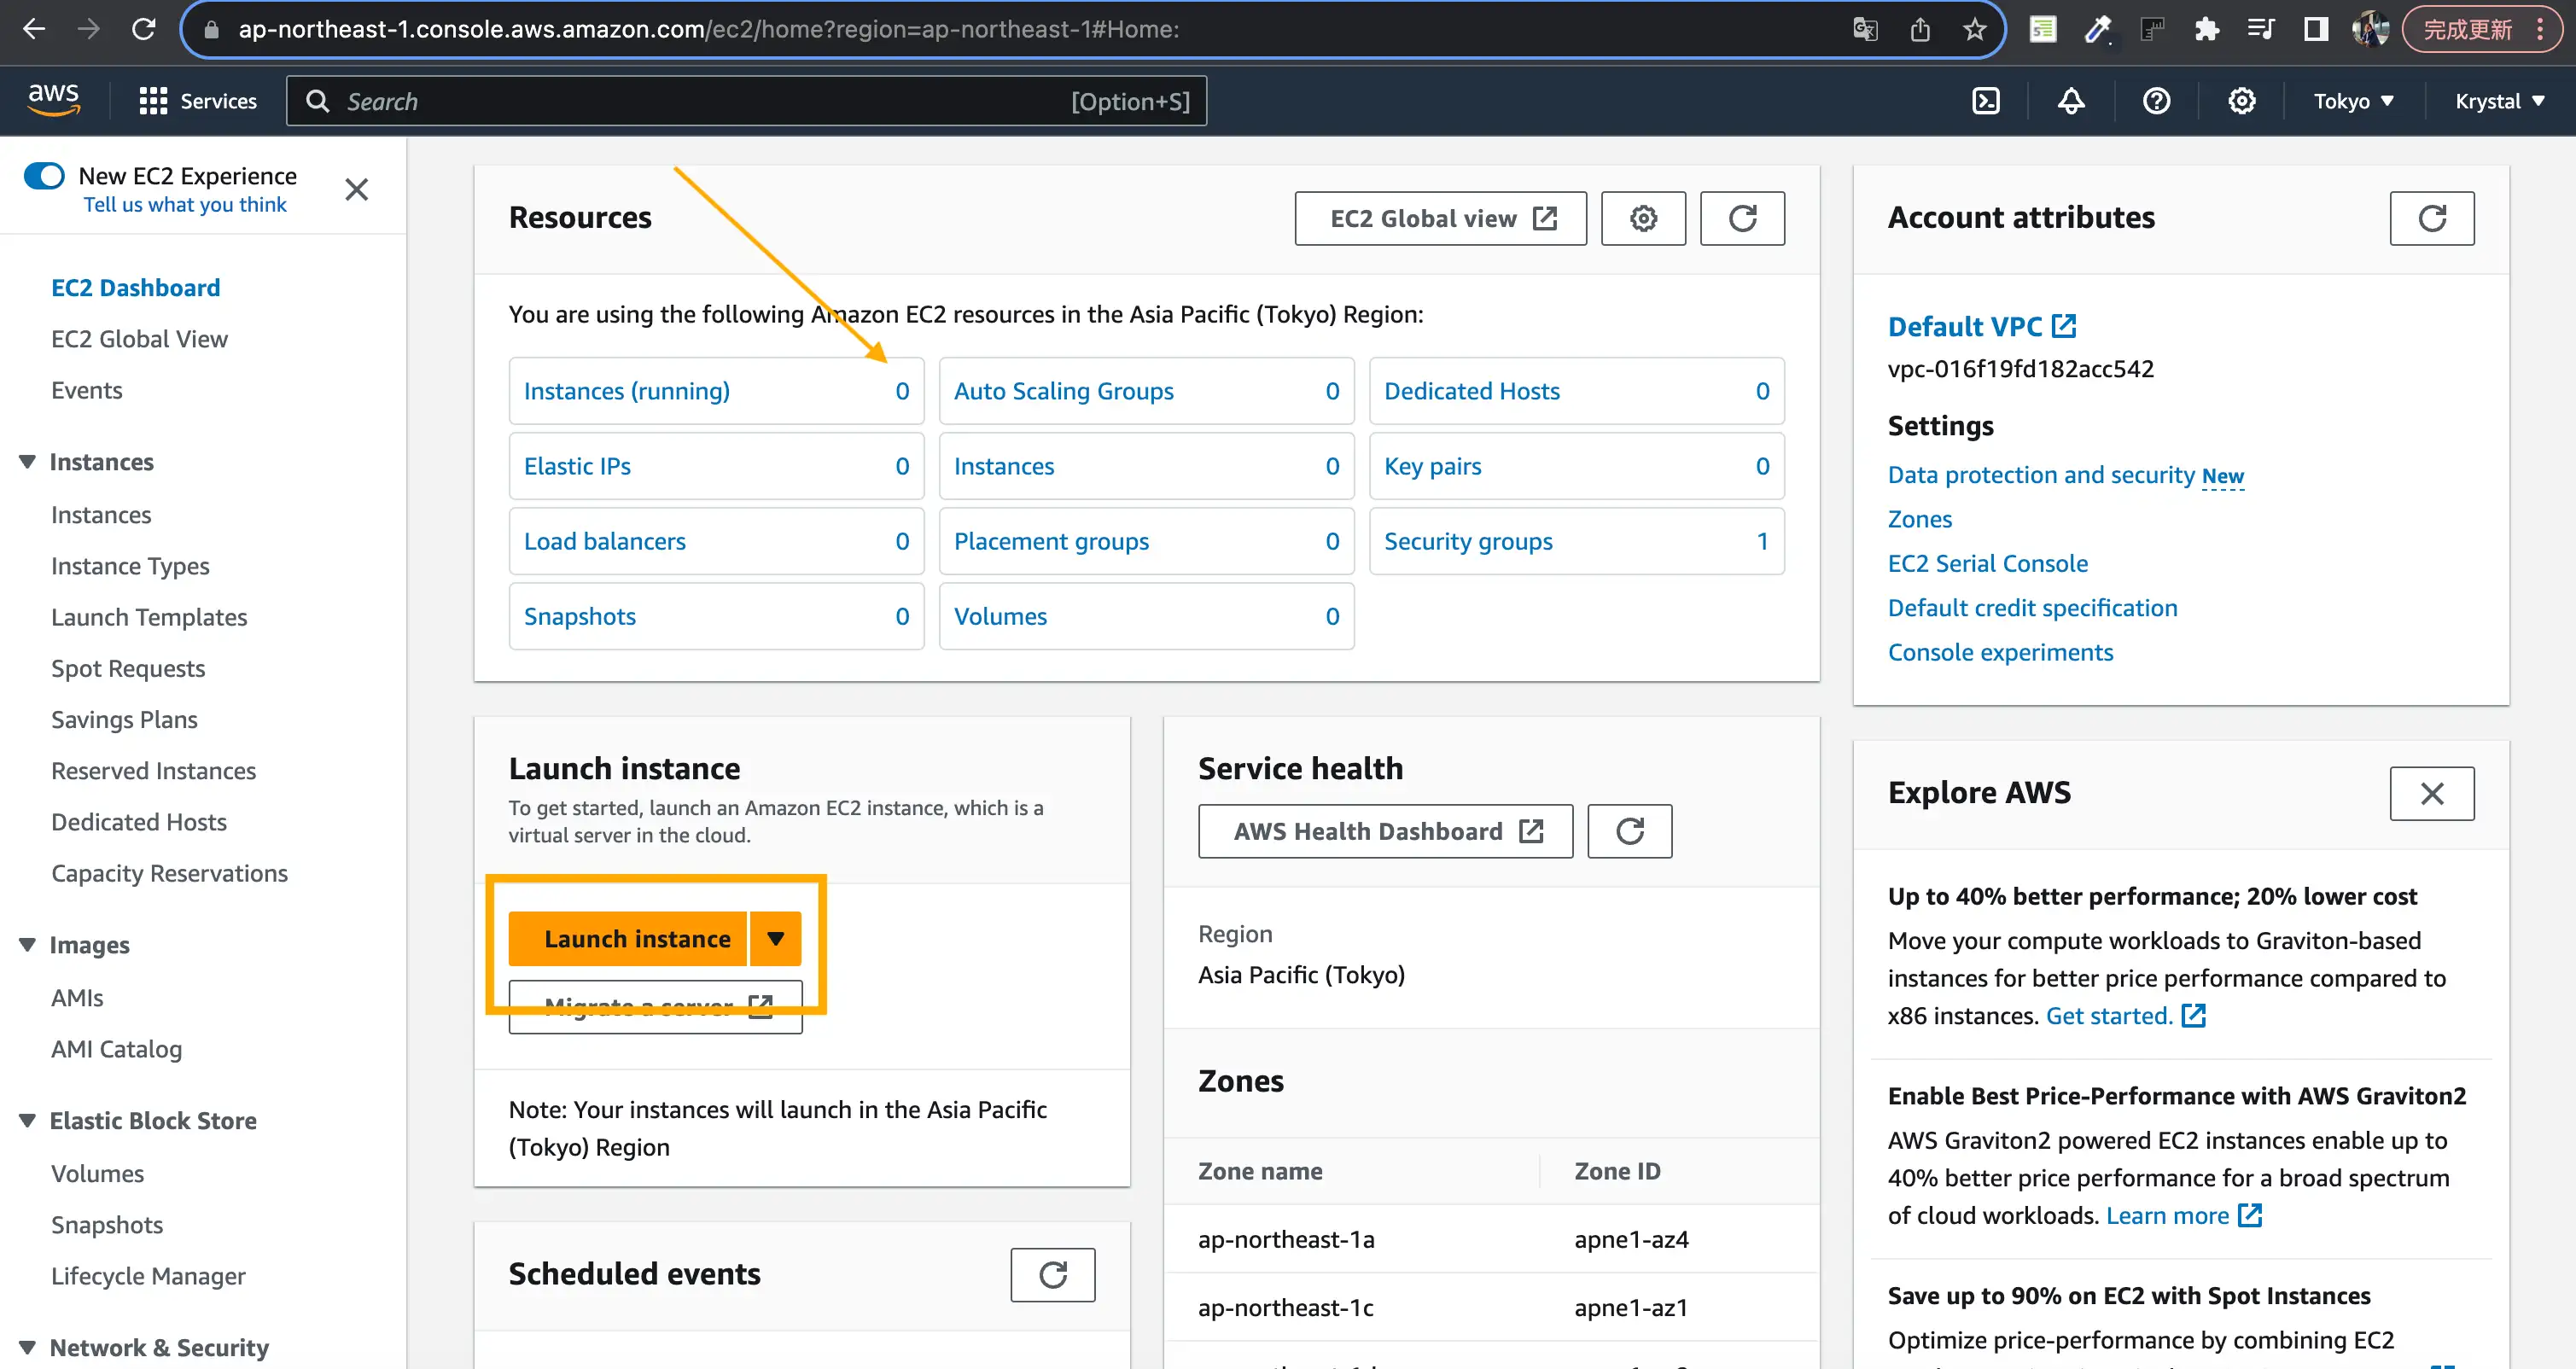 ap-northeast-1.console.aws.amazon.com/ec2/home?region=ap-northeast-1#Home:
完成更新
aws
Services
Search
[Option+S]
Tokyo
Krystal
New EC2 Experience
Tell us what you think
EC2 Dashboard
EC2 Global View
Events
Instances
Instances
Instance Types
Launch Templates
Spot Requests
Savings Plans
Reserved Instances
Dedicated Hosts
Capacity Reservations
Images
AMIs
AMI Catalog
Elastic Block Store
Volumes
Snapshots
Lifecycle Manager
Network & Security
Resources
EC2 Global view
You are using the following Amazon EC2 resources in the Asia Pacific (Tokyo) Region:
Instances (running) 0
Auto Scaling Groups 0
Dedicated Hosts 0
Elastic IPs 0
Instances 0
Key pairs 0
Load balancers 0
Placement groups 0
Security groups 1
Snapshots 0
Volumes 0
Launch instance
To get started, launch an Amazon EC2 instance, which is a
virtual server in the cloud.
Launch instance
Migrate a server
Note: Your instances will launch in the Asia Pacific
(Tokyo) Region
Scheduled events
Service health
AWS Health Dashboard
Region
Asia Pacific (Tokyo)
Zones
Zone name Zone ID
ap-northeast-1a apne1-az4
ap-northeast-1c apne1-az1
Account attributes
Default VPC
vpc-016f19fd182acc542
Settings
Data protection and security New
Zones
EC2 Serial Console
Default credit specification
Console experiments
Explore AWS
Up to 40% better performance; 20% lower cost
Move your compute workloads to Graviton-based
instances for better price performance compared to
x86 instances. Get started.
Enable Best Price-Performance with AWS Graviton2
AWS Graviton2 powered EC2 instances enable up to
40% better price performance for a broad spectrum
of cloud workloads. Learn more
Save up to 90% on EC2 with Spot Instances
Optimize price-performance by combining EC2